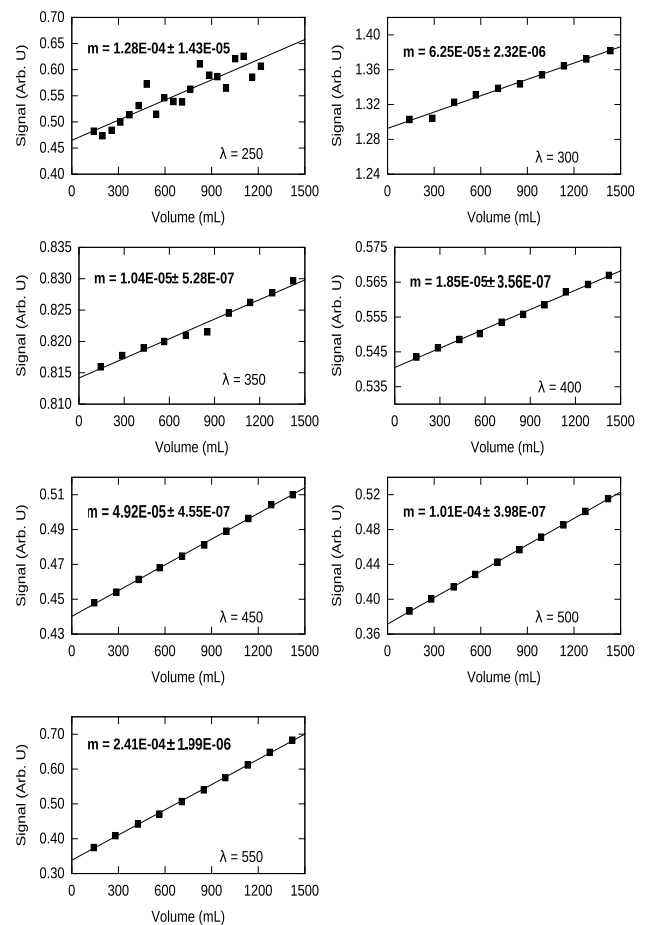 0.70
0.65
0.60
0.55
0.50
0.45
0.40
Signal (Arb. U)
m = 1.28E-04 ± 1.43E-05
λ = 250
0 300 600 900 1200 1500
Volume (mL)
1.40
1.36
1.32
1.28
1.24
Signal (Arb. U)
m = 6.25E-05 ± 2.32E-06
λ = 300
0 300 600 900 1200 1500
Volume (mL)
0.835
0.830
0.825
0.820
0.815
0.810
Signal (Arb. U)
m = 1.04E-05± 5.28E-07
λ = 350
0 300 600 900 1200 1500
Volume (mL)
0.575
0.565
0.555
0.545
0.535
Signal (Arb. U)
m = 1.85E-05± 3.56E-07
λ = 400
0 300 600 900 1200 1500
Volume (mL)
0.51
0.49
0.47
0.45
0.43
Signal (Arb. U)
m = 4.92E-05 ± 4.55E-07
λ = 450
0 300 600 900 1200 1500
Volume (mL)
0.52
0.48
0.44
0.40
0.36
Signal (Arb. U)
m = 1.01E-04 ± 3.98E-07
λ = 500
0 300 600 900 1200 1500
Volume (mL)
0.70
0.60
0.50
0.40
0.30
Signal (Arb. U)
m = 2.41E-04 ± 1.99E-06
λ = 550
0 300 600 900 1200 1500
Volume (mL)